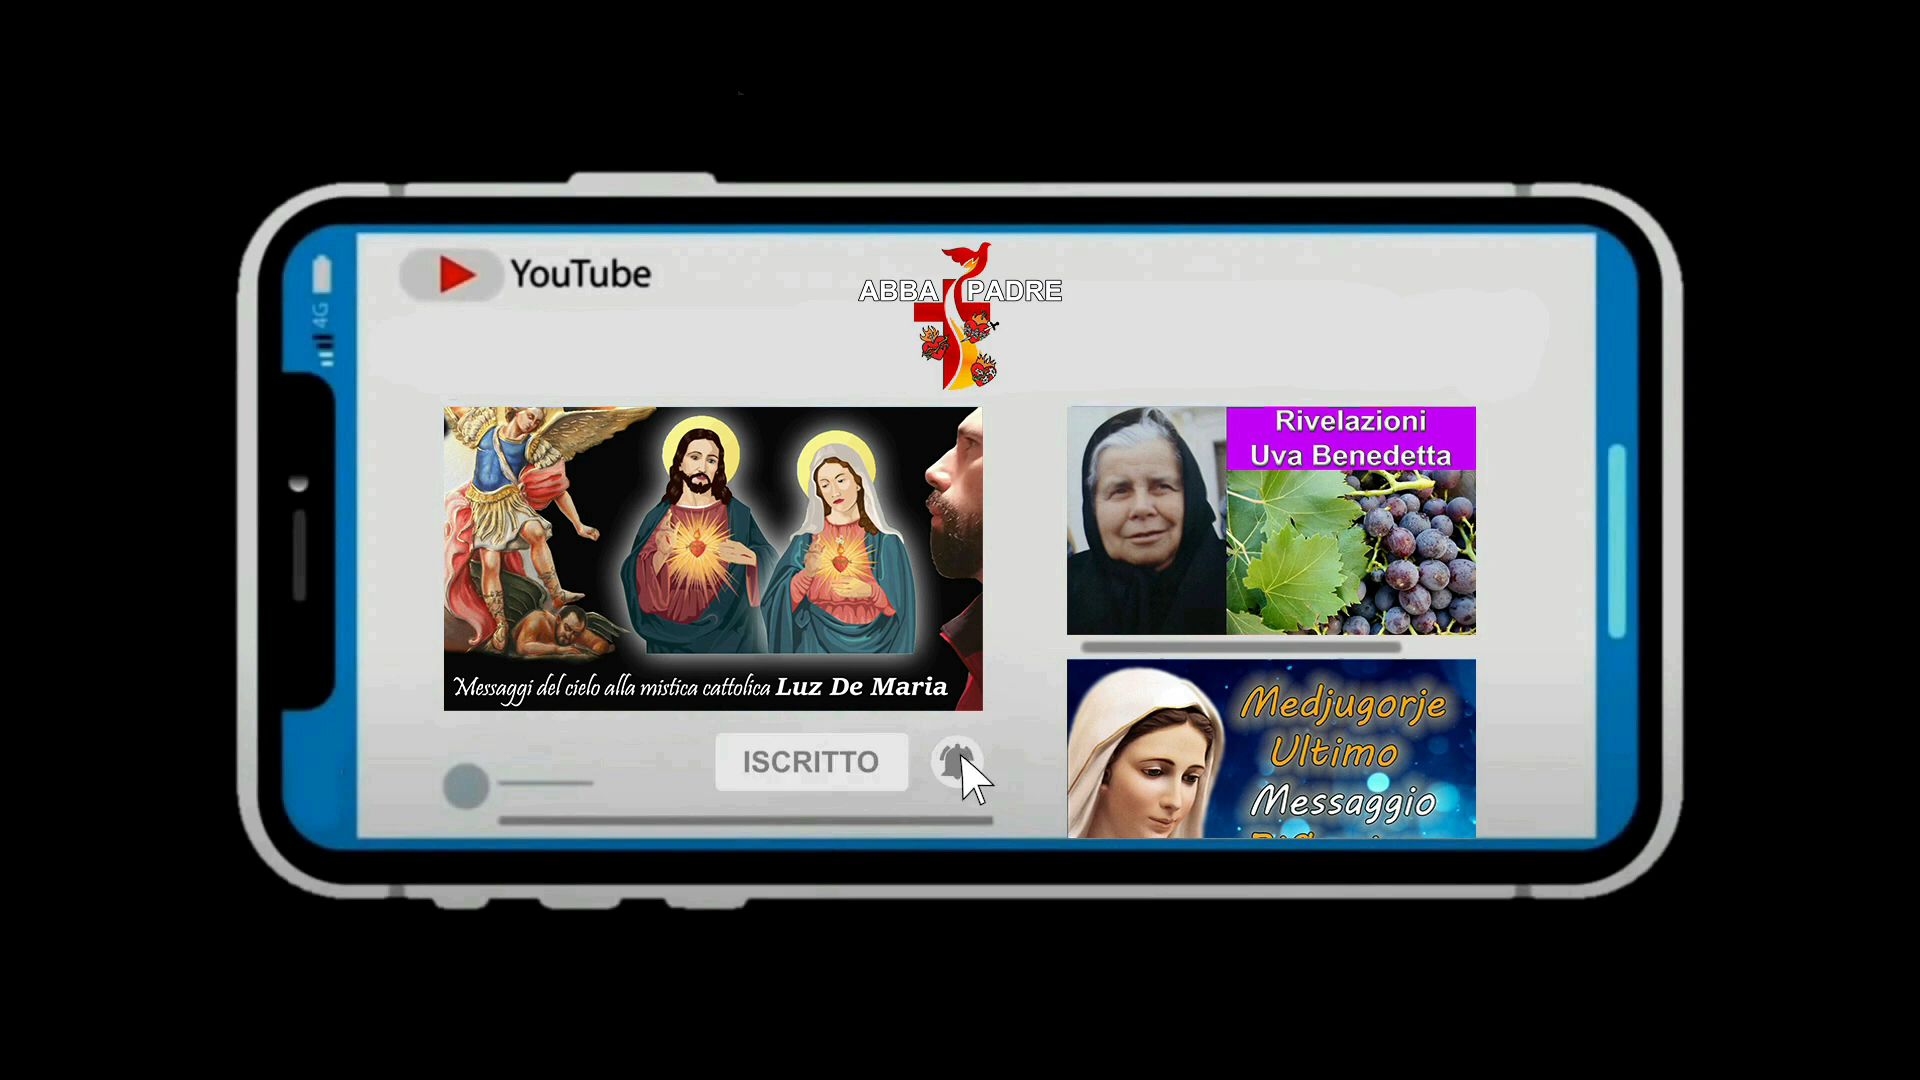 4G
YouTube
ABBA PADRE
Messaggi del cielo alla mistica cattolica Luz De Maria
ISCRITTO
Rivelazioni
Uva Benedetta
Medjugorje
Ultimo
Messaggio